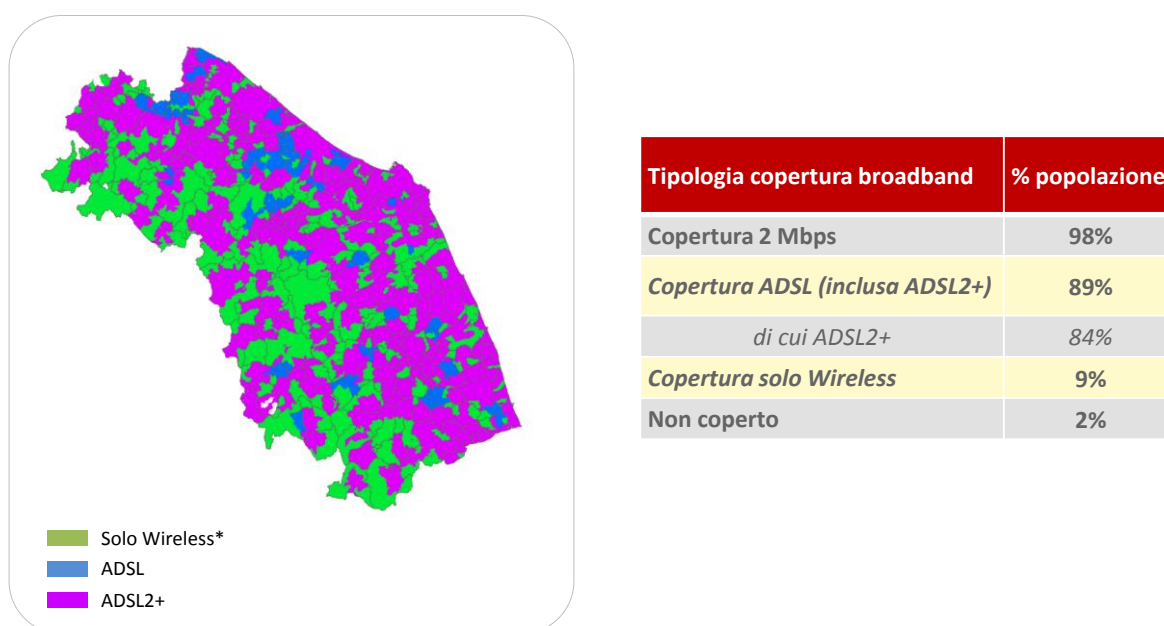 Tipologia copertura broadband % popolazione
Copertura 2 Mbps 98%
Copertura ADSL (inclusa ADSL2+) 89%
di cui ADSL2+ 84%
Copertura solo Wireless 9%
Non coperto 2%
Solo Wireless*
ADSL
ADSL2+